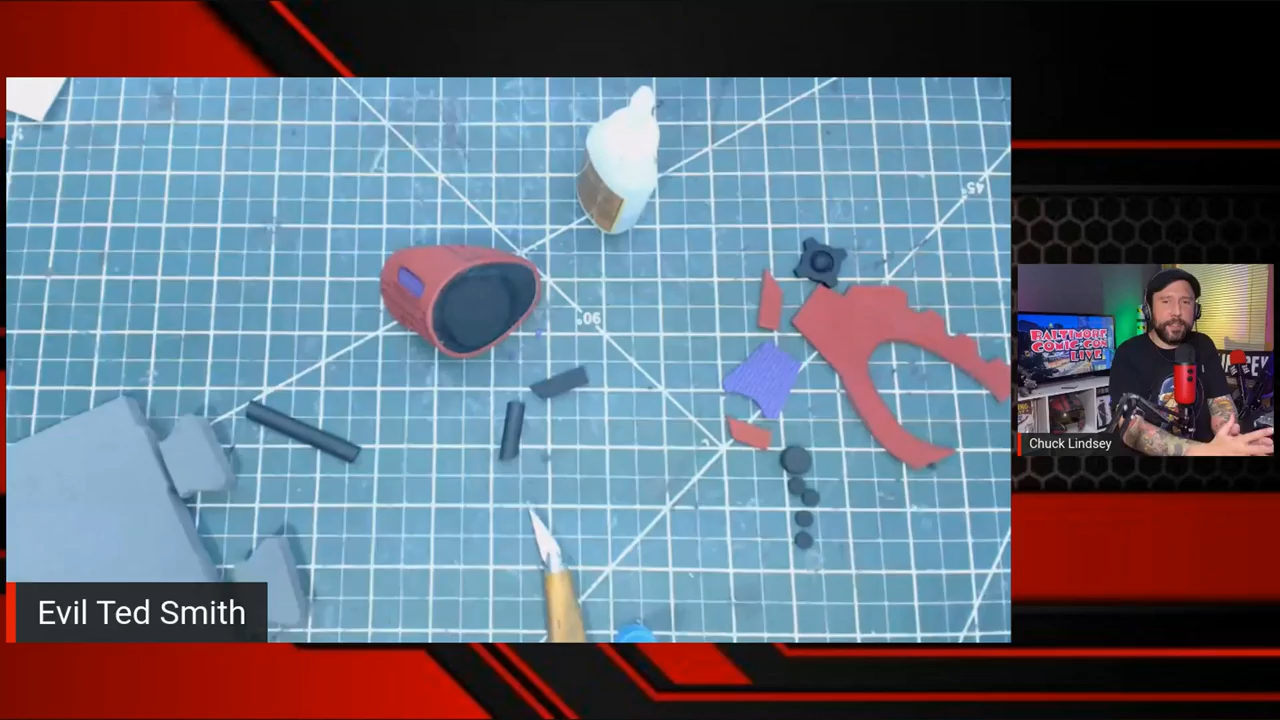 45°
90°
BALTIMORE
COMIC-CON
LIVE!
Chuck Lindsey
Evil Ted Smith